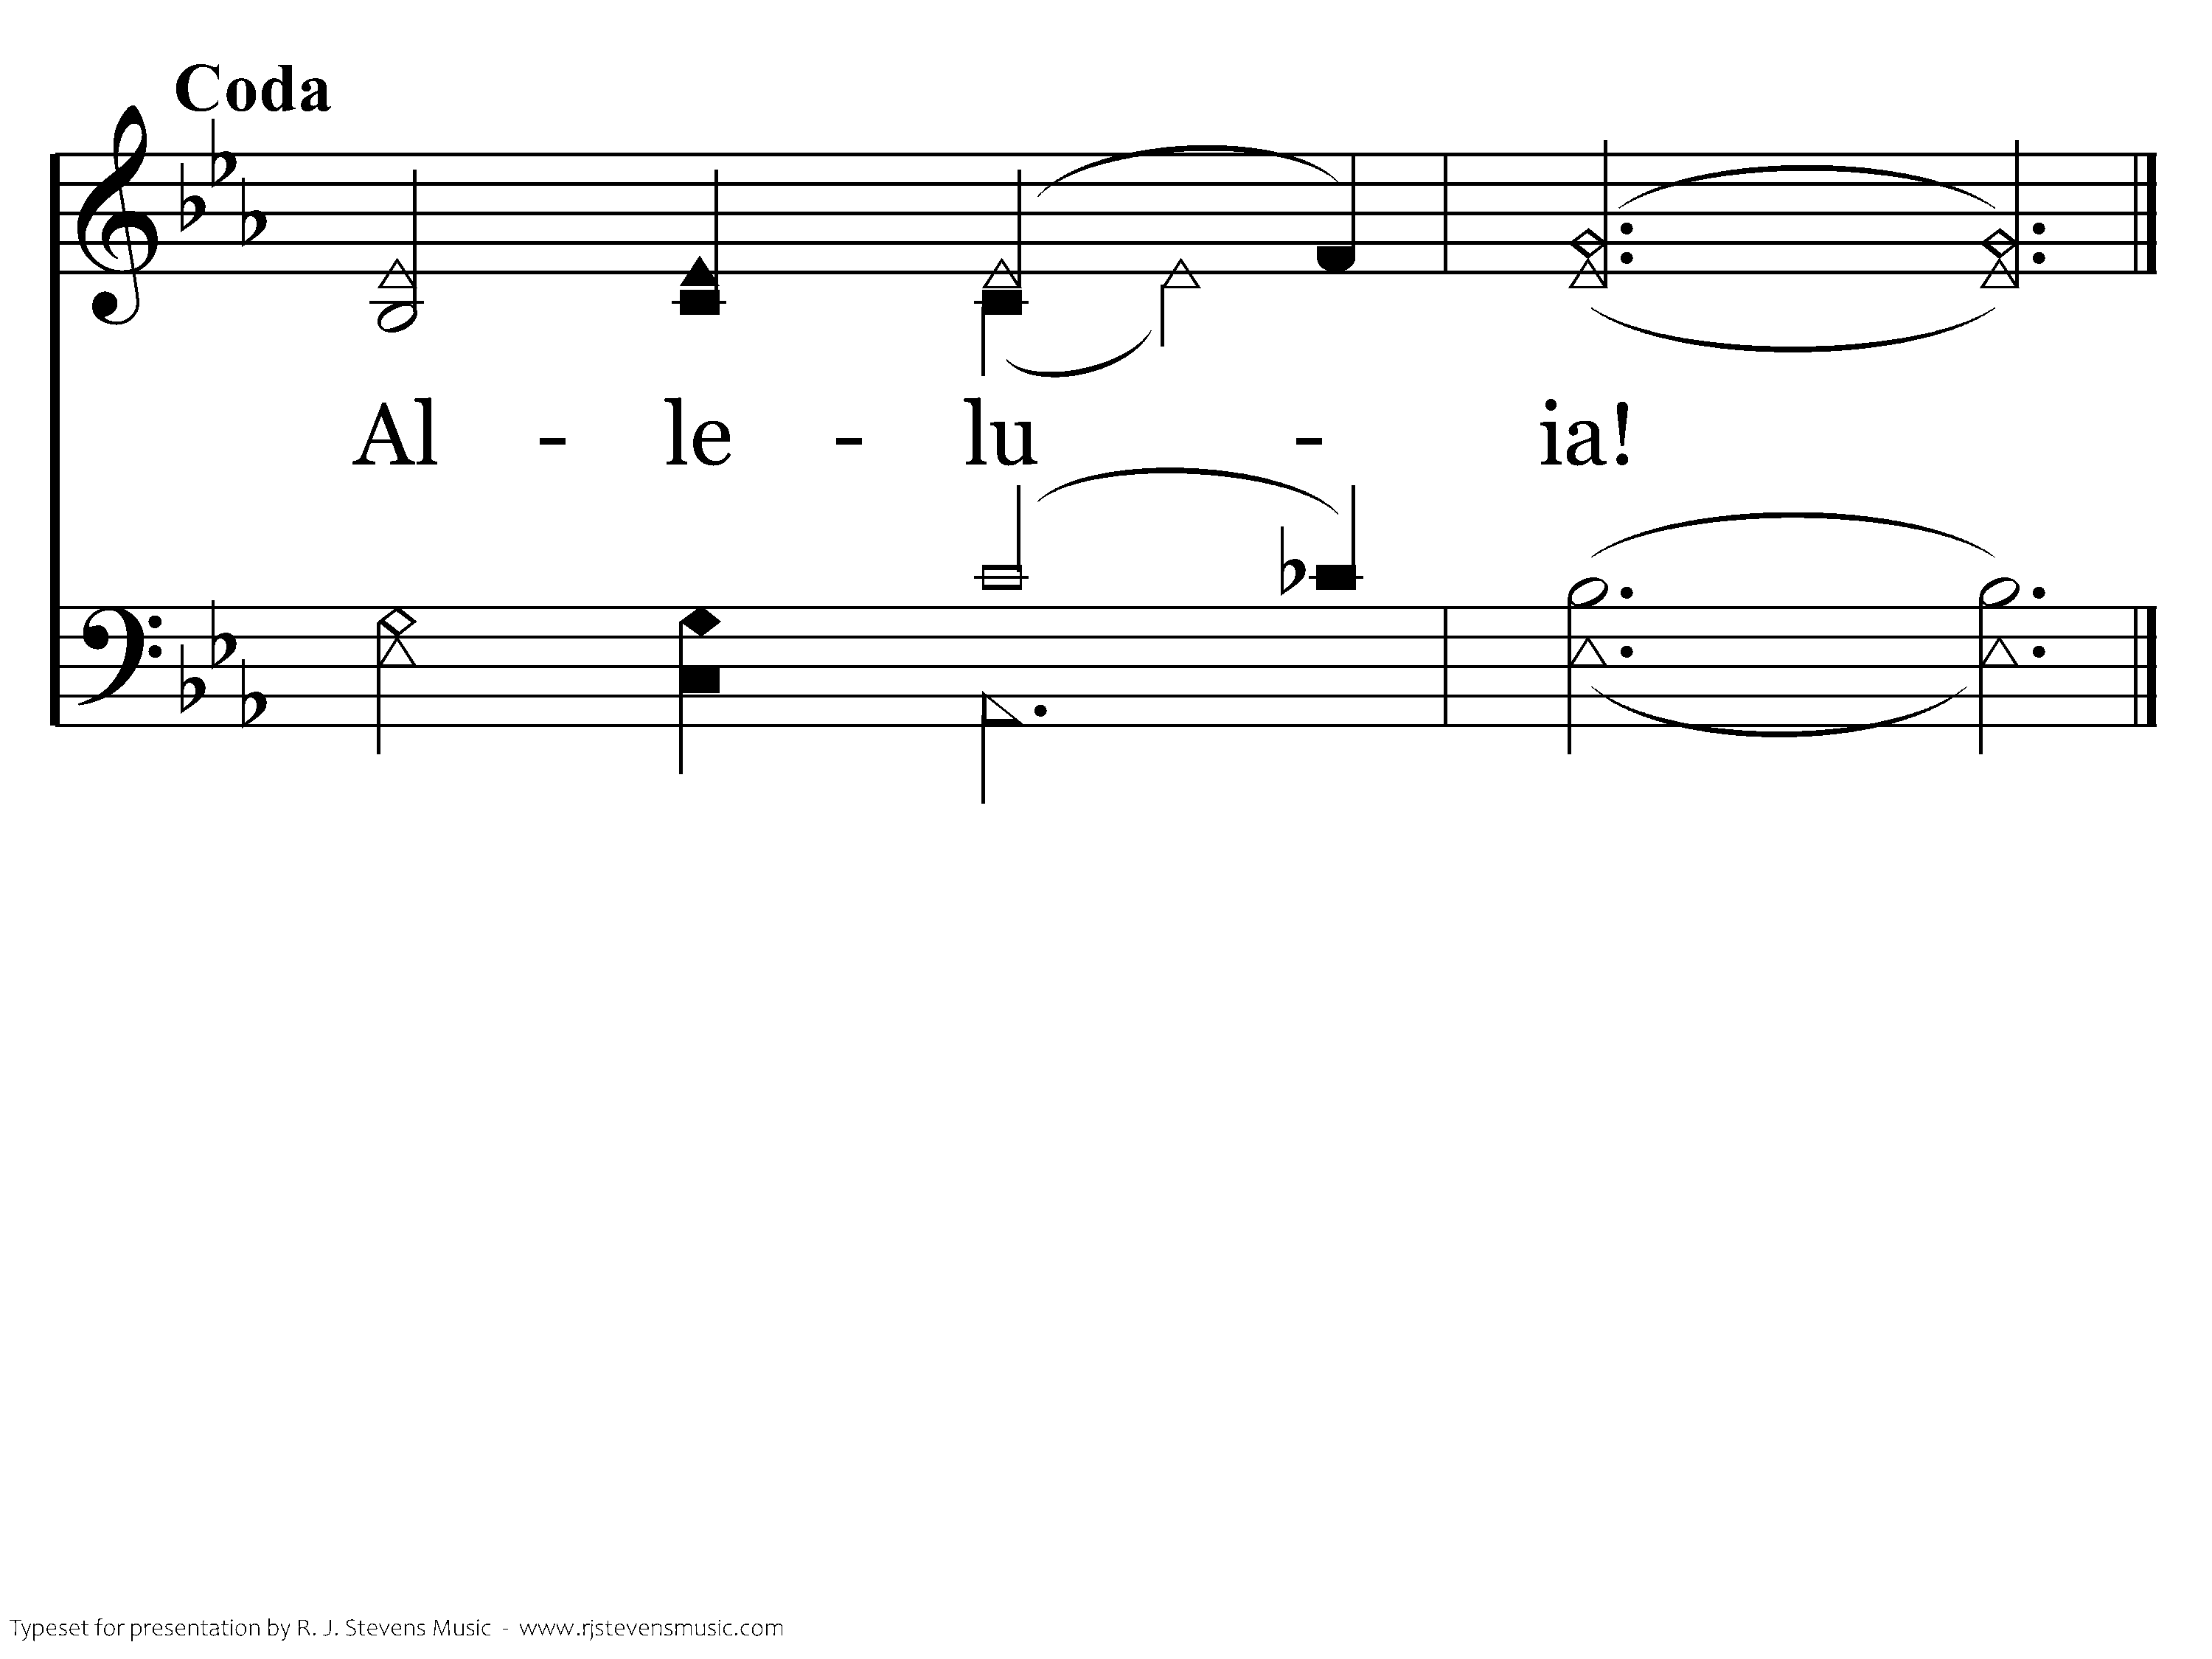 Coda
Al - le - lu - ia!
Typeset for presentation by R. J. Stevens Music - www.rjstevensmusic.com